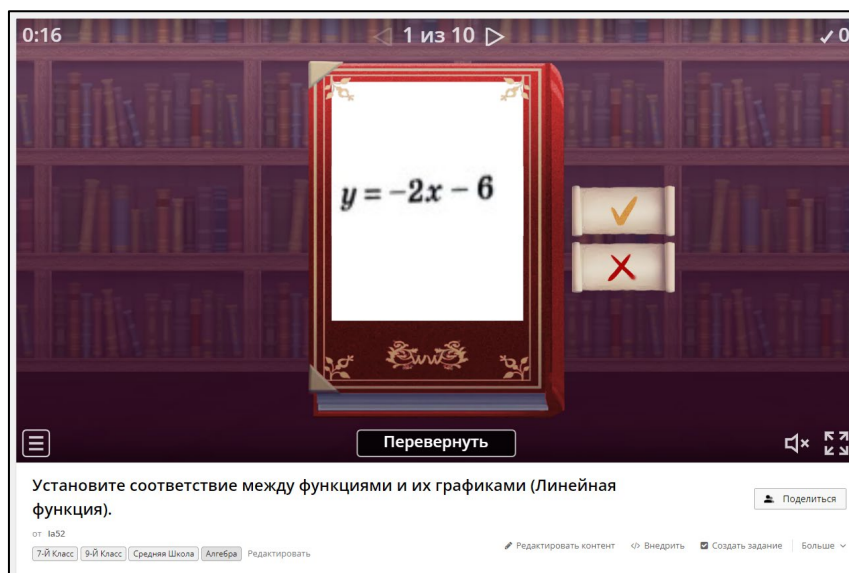 0:16
1 из 10
0
y = −2x − 6
Перевернуть
Установите соответствие между функциями и их графиками (Линейная
функция).
Поделиться
от la52
7-Й Класс 9-Й Класс Средняя Школа Алгебра Редактировать
Редактировать контент </> Внедрить Создать задание Больше